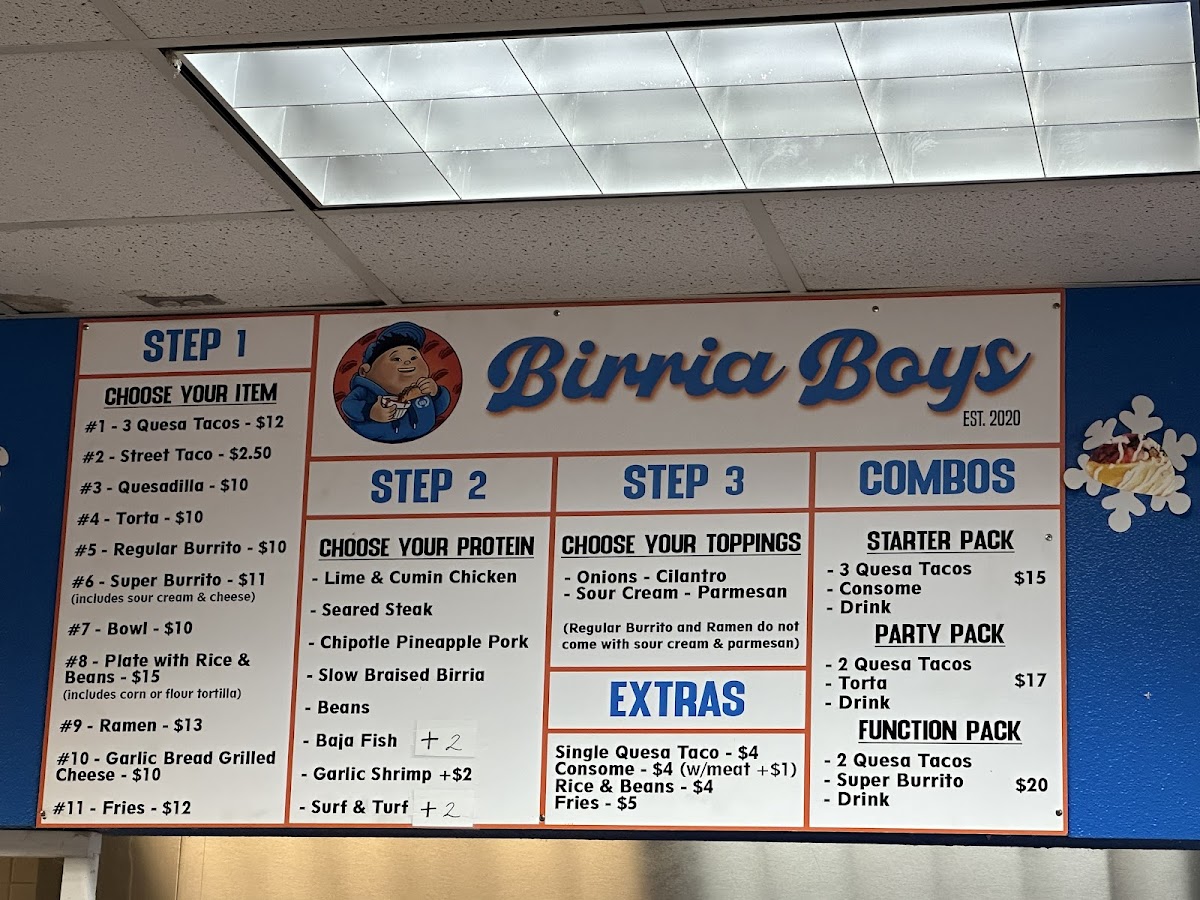 STEP 1
CHOOSE YOUR ITEM
#1 - 3 Quesa Tacos - $12
#2 - Street Taco - $2.50
#3 - Quesadilla - $10
#4 - Torta - $10
#5 - Regular Burrito - $10
#6 - Super Burrito - $11
(includes sour cream & cheese)
#7 - Bowl - $10
#8 - Plate with Rice &
Beans - $15
(includes corn or flour tortilla)
#9 - Ramen - $13
#10 - Garlic Bread Grilled
Cheese - $10
#11 - Fries - $12
Birria Boys
EST. 2020
STEP 2
CHOOSE YOUR PROTEIN
- Lime & Cumin Chicken
- Seared Steak
- Chipotle Pineapple Pork
- Slow Braised Birria
- Beans
- Baja Fish +2
- Garlic Shrimp +$2
- Surf & Turf +2
STEP 3
CHOOSE YOUR TOPPINGS
- Onions - Cilantro
- Sour Cream - Parmesan
(Regular Burrito and Ramen do not
come with sour cream & parmesan)
EXTRAS
Single Quesa Taco - $4
Consome - $4 (w/meat +$1)
Rice & Beans - $4
Fries - $5
COMBOS
STARTER PACK
- 3 Quesa Tacos
- Consome
- Drink
$15
PARTY PACK
- 2 Quesa Tacos
- Torta
- Drink
$17
FUNCTION PACK
- 2 Quesa Tacos
- Super Burrito
- Drink
$20